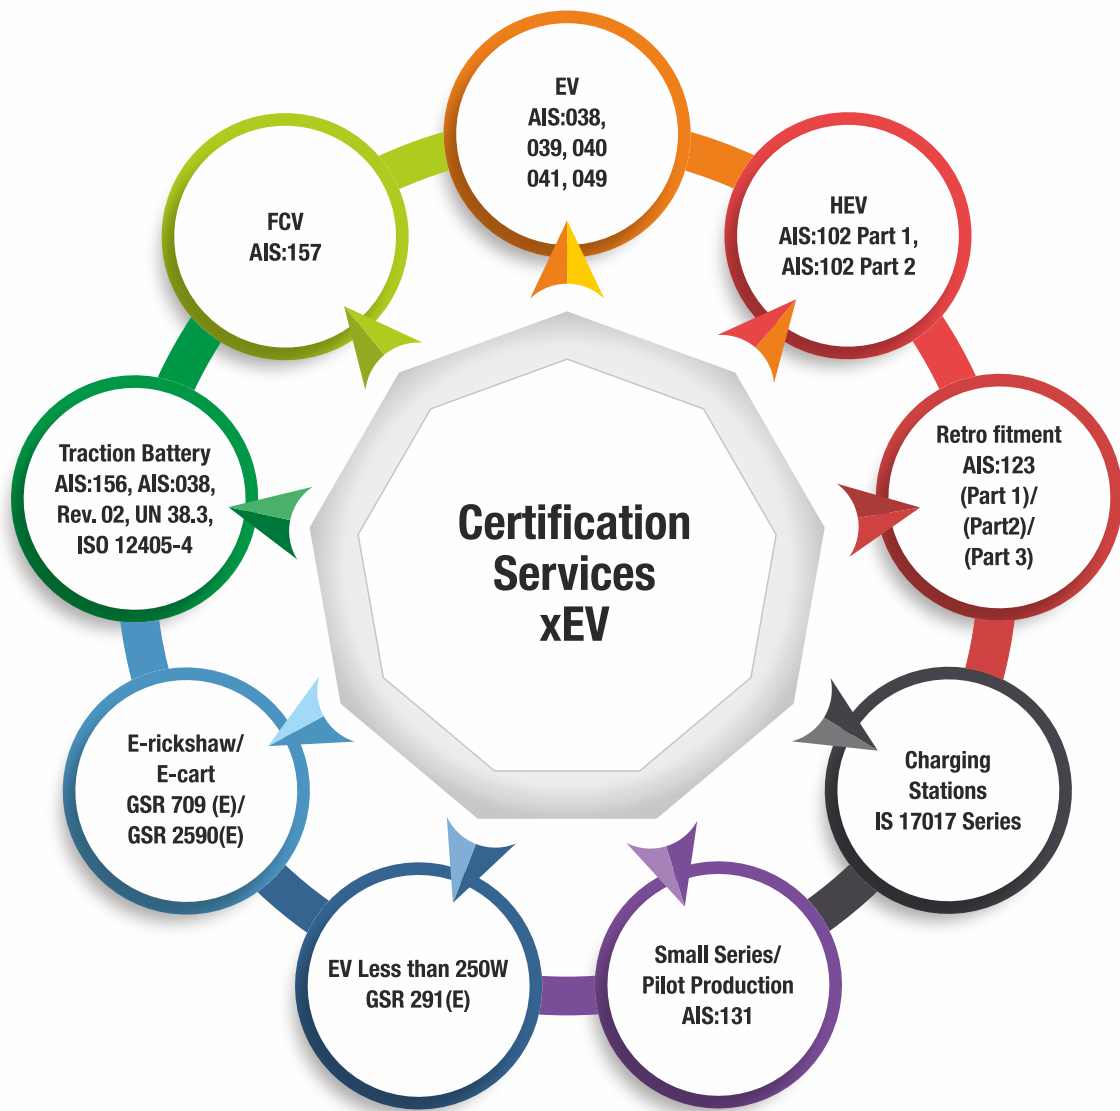 EV
AIS:038,
039, 040
041, 049
HEV
AIS:102 Part 1,
AIS:102 Part 2
Retro fitment
AIS:123
(Part 1)/
(Part2)/
(Part 3)
Charging
Stations
IS 17017 Series
Small Series/
Pilot Production
AIS:131
EV Less than 250W
GSR 291(E)
E-rickshaw/
E-cart
GSR 709 (E)/
GSR 2590(E)
Traction Battery
AIS:156, AIS:038,
Rev. 02, UN 38.3,
ISO 12405-4
FCV
AIS:157
Certification
Services
xEV